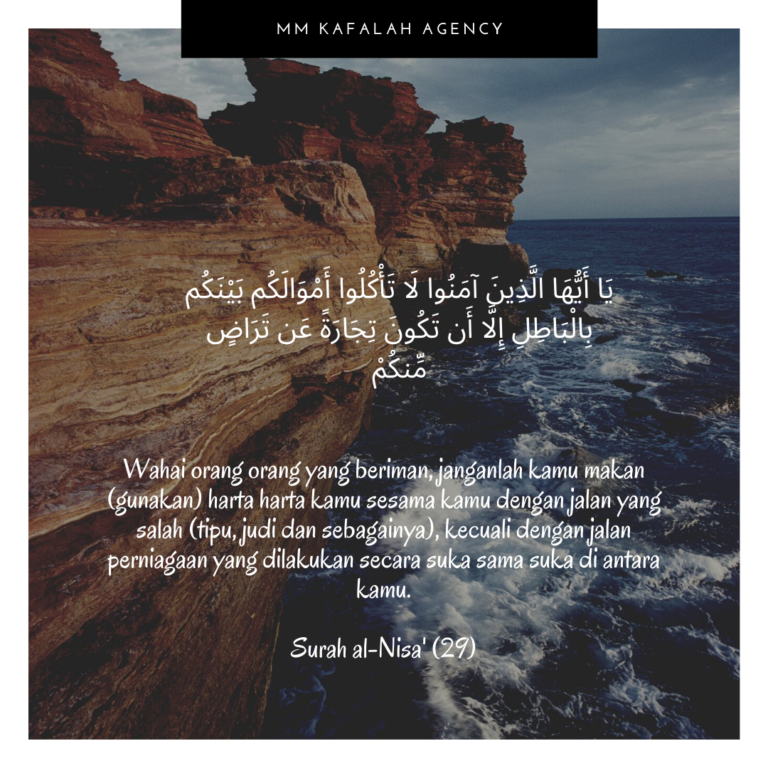 MM KAFALAH AGENCY
يَا أَيُّهَا الَّذِينَ آمَنُوا لَا تَأْكُلُوا أَمْوَالَكُم بَيْنَكُم
بِالْبَاطِلِ إِلَّا أَن تَكُونَ تِجَارَةً عَن تَرَاضٍ
مِّنكُمْ
Wahai orang orang yang beriman, janganlah kamu makan
(gunakan) harta harta kamu sesama kamu dengan jalan yang
salah (tipu, judi dan sebagainya), kecuali dengan jalan
perniagaan yang dilakukan secara suka sama suka di antara
kamu.
Surah al-Nisa' (29)